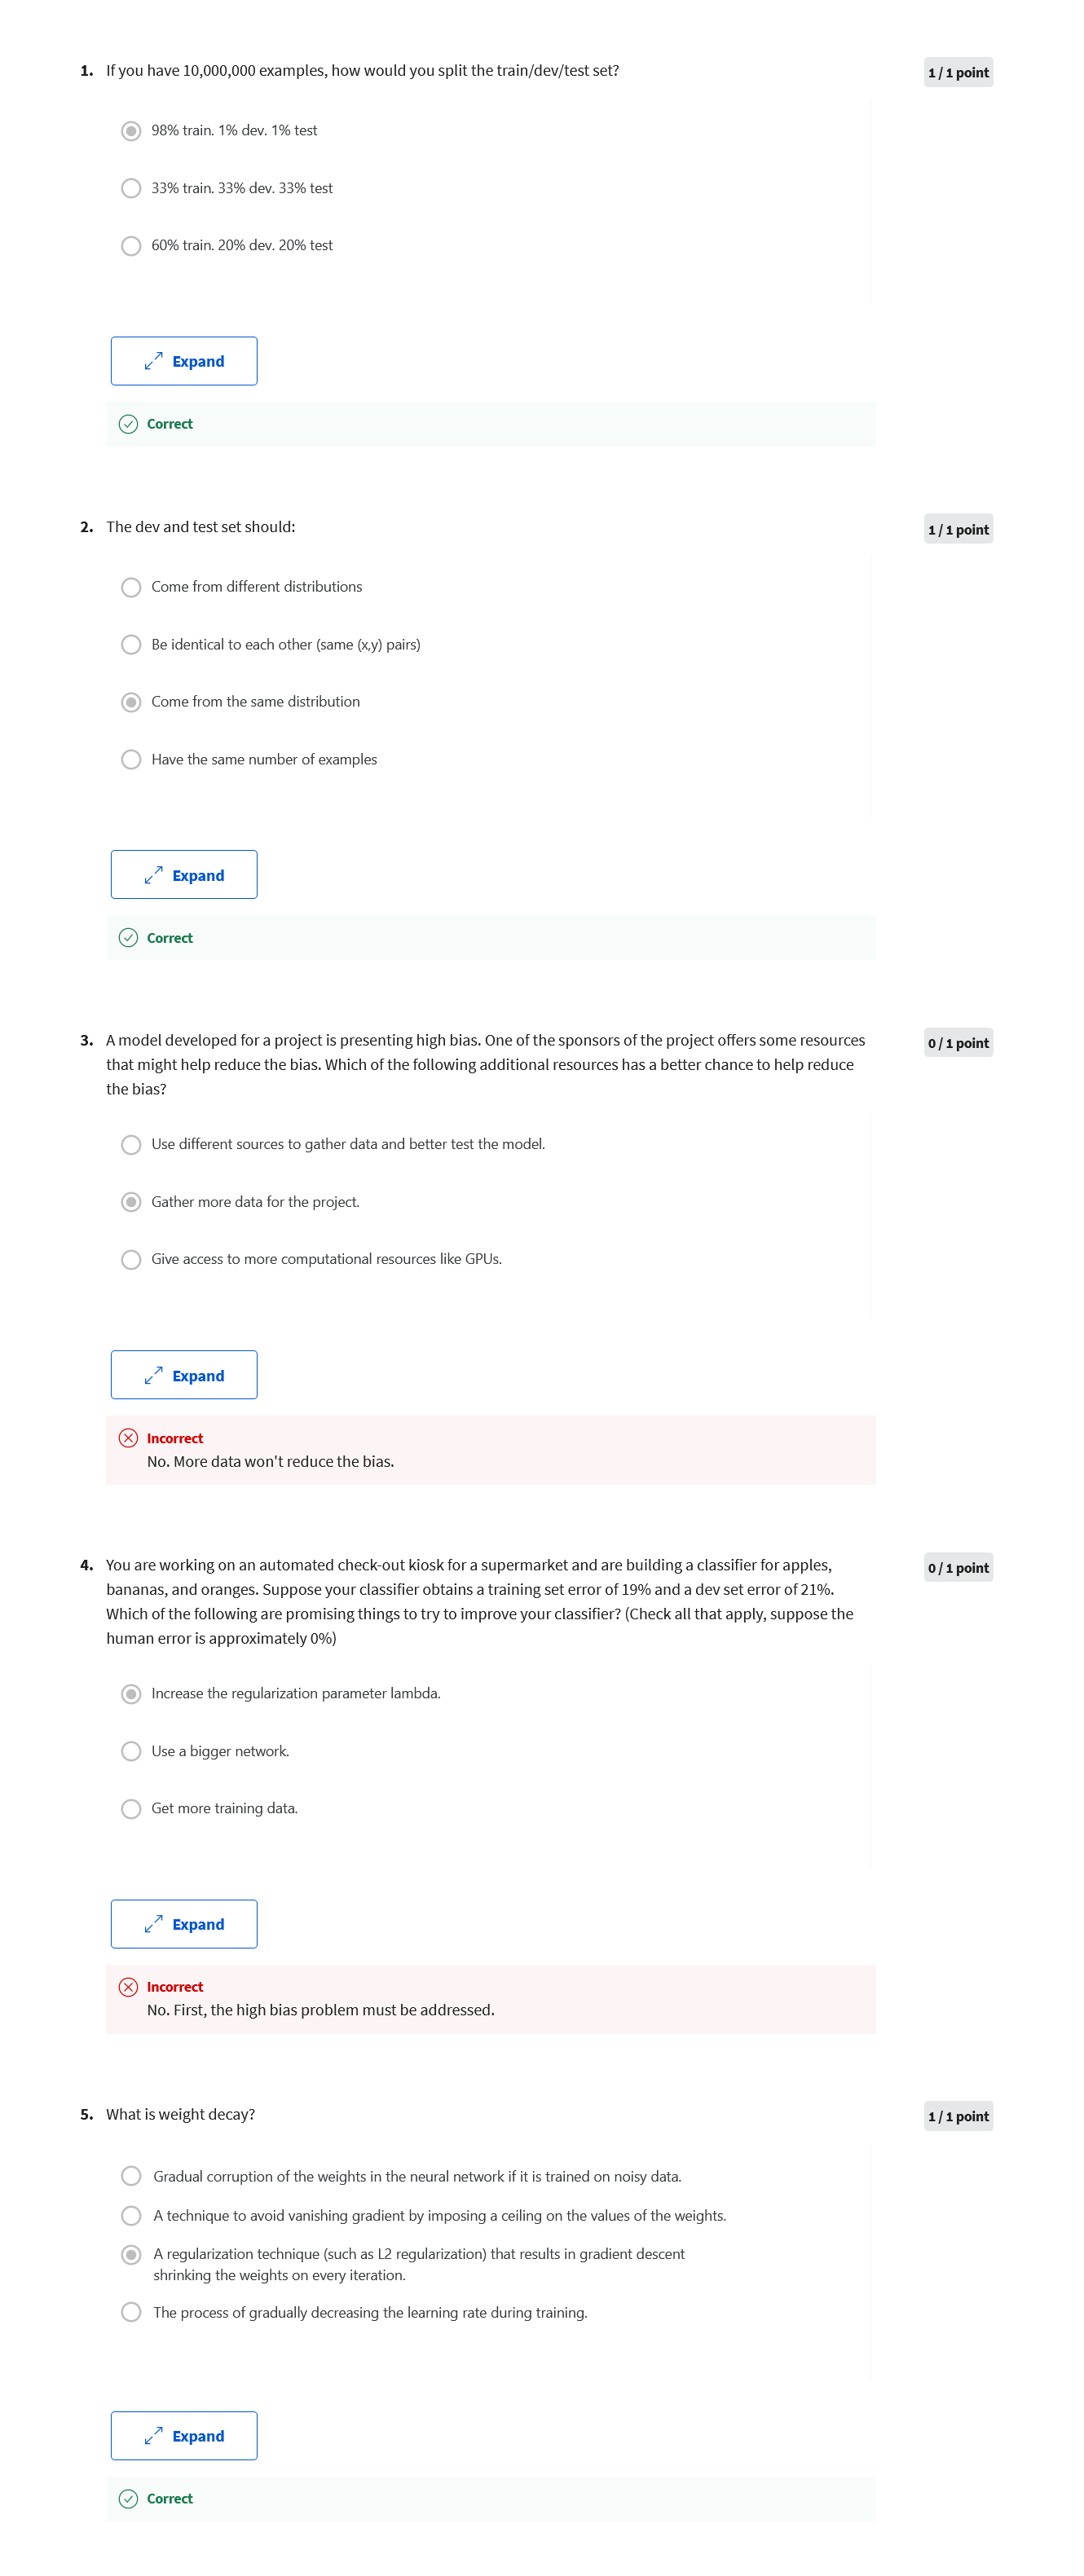 1. If you have 10,000,000 examples, how would you split the train/dev/test set?
1 / 1 point
98% train. 1% dev. 1% test
33% train. 33% dev. 33% test
60% train. 20% dev. 20% test
Expand
Correct
2. The dev and test set should:
1 / 1 point
Come from different distributions
Be identical to each other (same (x,y) pairs)
Come from the same distribution
Have the same number of examples
Expand
Correct
3. A model developed for a project is presenting high bias. One of the sponsors of the project offers some resources
that might help reduce the bias. Which of the following additional resources has a better chance to help reduce
the bias?
0 / 1 point
Use different sources to gather data and better test the model.
Gather more data for the project.
Give access to more computational resources like GPUs.
Expand
Incorrect
No. More data won't reduce the bias.
4. You are working on an automated check-out kiosk for a supermarket and are building a classifier for apples,
bananas, and oranges. Suppose your classifier obtains a training set error of 19% and a dev set error of 21%.
Which of the following are promising things to try to improve your classifier? (Check all that apply, suppose the
human error is approximately 0%)
0 / 1 point
Increase the regularization parameter lambda.
Use a bigger network.
Get more training data.
Expand
Incorrect
No. First, the high bias problem must be addressed.
5. What is weight decay?
1 / 1 point
Gradual corruption of the weights in the neural network if it is trained on noisy data.
A technique to avoid vanishing gradient by imposing a ceiling on the values of the weights.
A regularization technique (such as L2 regularization) that results in gradient descent
shrinking the weights on every iteration.
The process of gradually decreasing the learning rate during training.
Expand
Correct